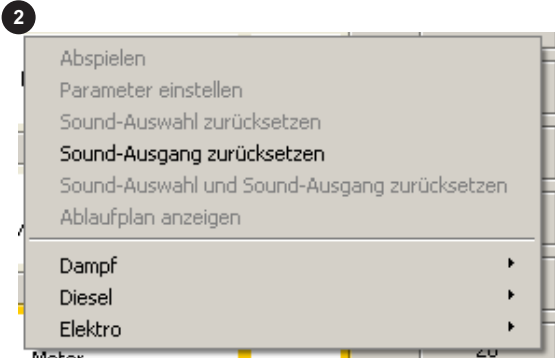 2
Abspielen
Parameter einstellen
Sound-Auswahl zurücksetzen
Sound-Ausgang zurücksetzen
Sound-Auswahl und Sound-Ausgang zurücksetzen
Ablaufplan anzeigen
Dampf
Diesel
Elektro